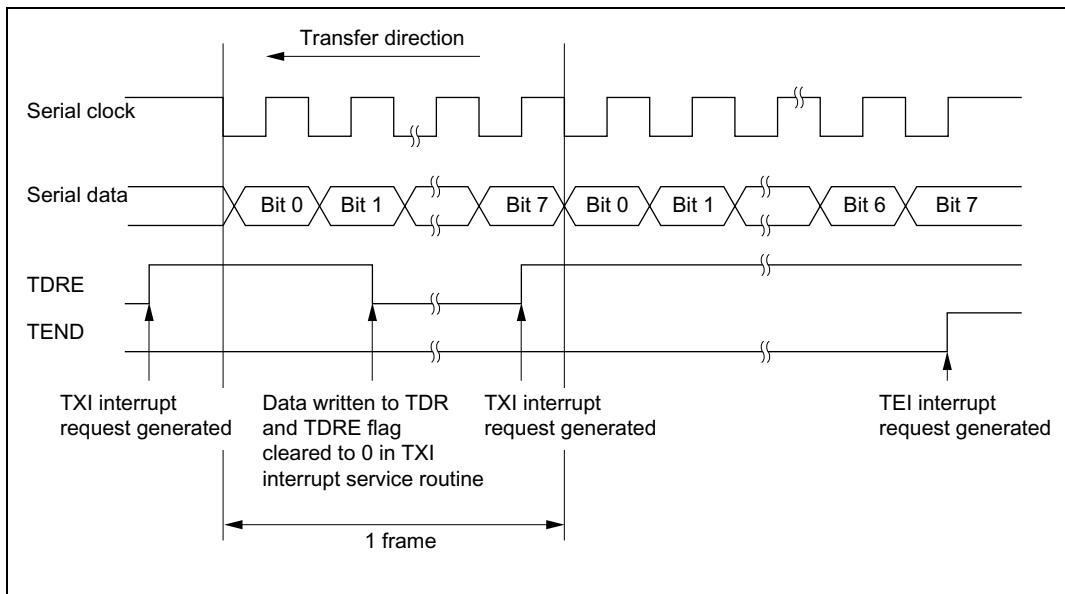 Transfer direction
Serial clock
Serial data
Bit 0 Bit 1 Bit 7 Bit 0 Bit 1 Bit 6 Bit 7
TDRE
TEND
TXI interrupt
request generated
Data written to TDR
and TDRE flag
cleared to 0 in TXI
interrupt service routine
TXI interrupt
request generated
TEI interrupt
request generated
1 frame